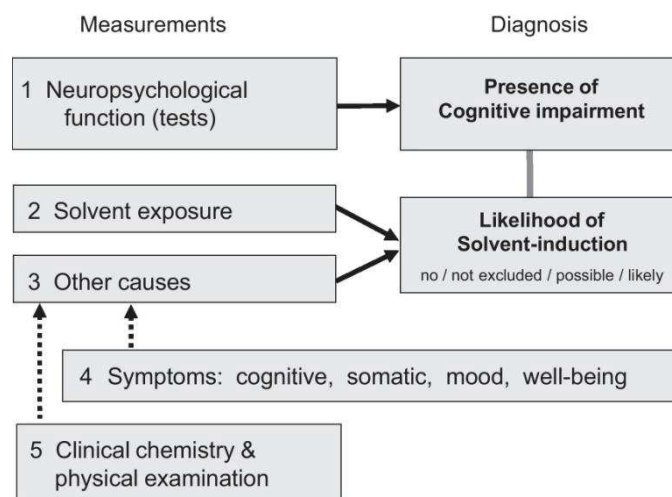 Measurements
Diagnosis
1 Neuropsychological
function (tests)
Presence of
Cognitive impairment
2 Solvent exposure
Likelihood of
Solvent-induction
no / not excluded / possible / likely
3 Other causes
4 Symptoms: cognitive, somatic, mood, well-being
5 Clinical chemistry &
physical examination